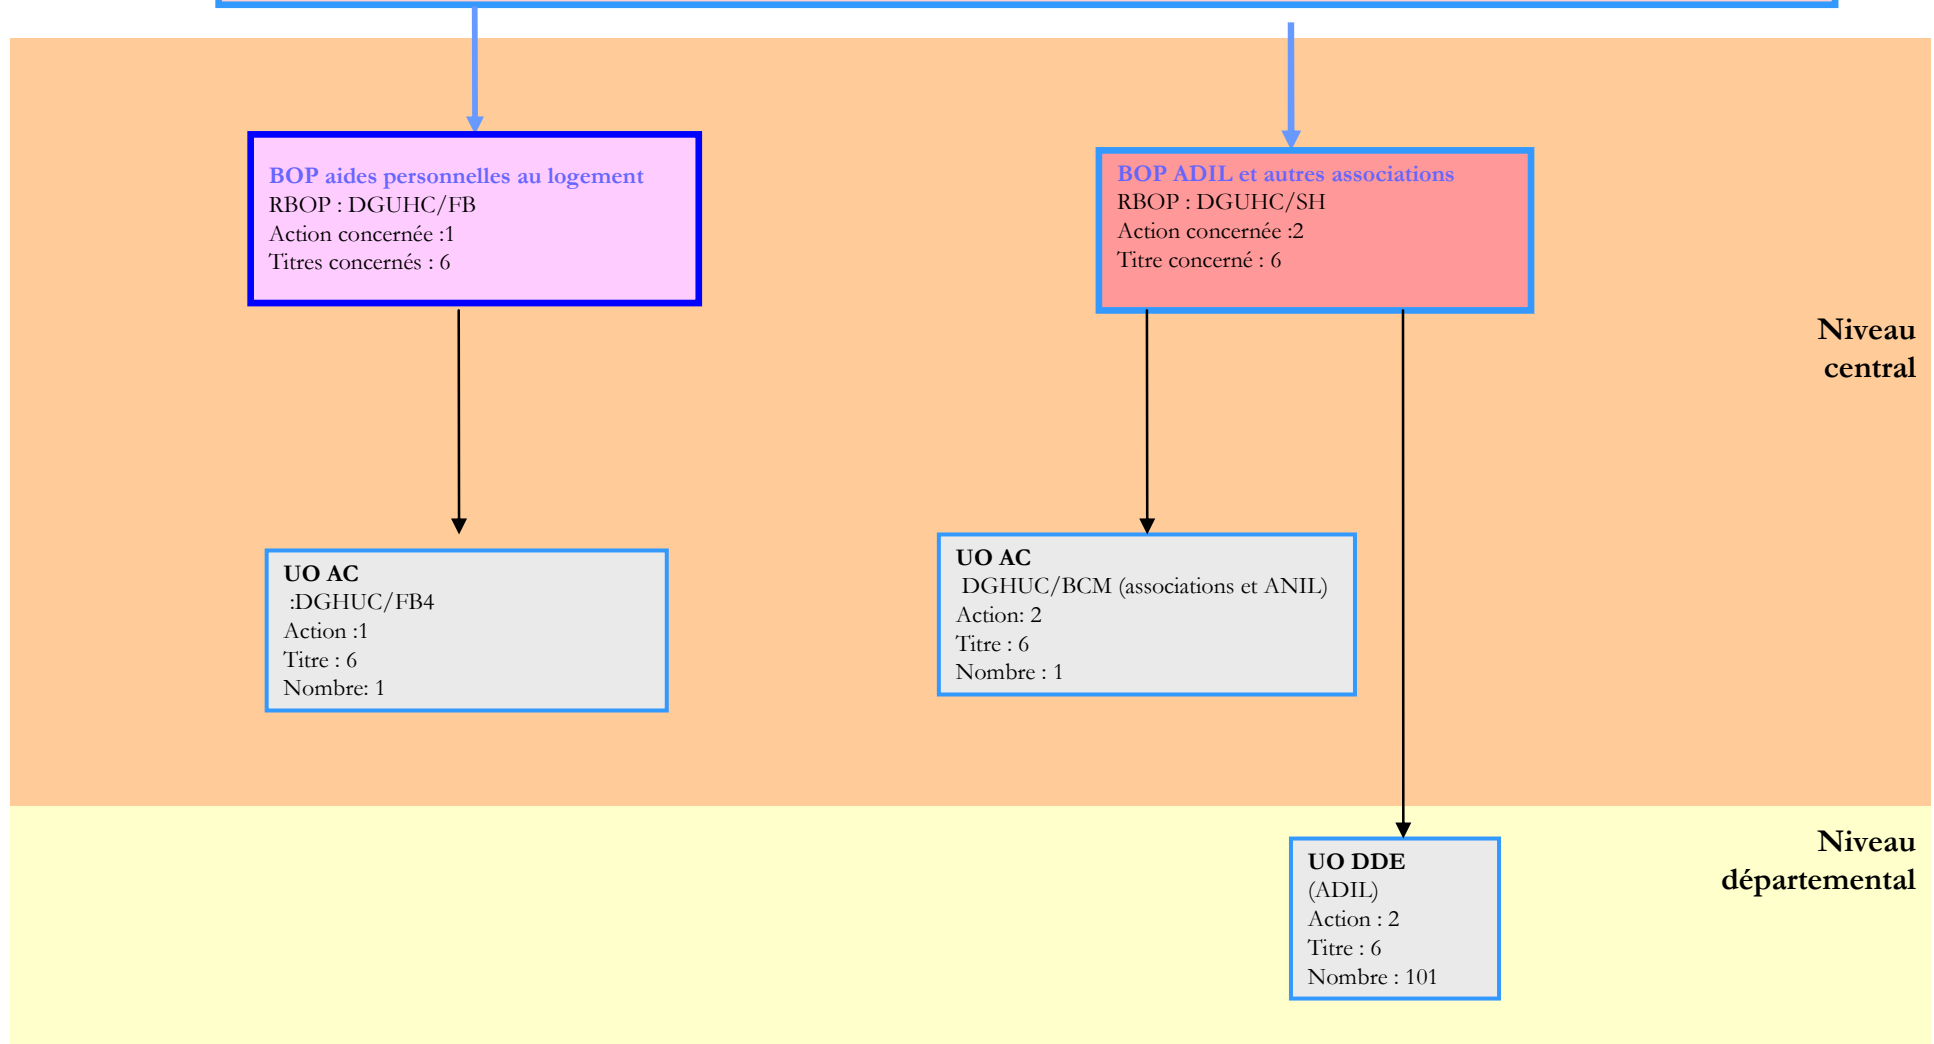 BOP aides personnelles au logement
RBOP : DGUHC/FB
Action concernée :1
Titres concernés : 6
BOP ADIL et autres associations
RBOP : DGUHC/SH
Action concernée :2
Titre concerné : 6
Niveau
central
UO AC
:DGHUC/FB4
Action :1
Titre : 6
Nombre: 1
UO AC
DGHUC/BCM (associations et ANIL)
Action: 2
Titre : 6
Nombre : 1
Niveau
départemental
UO DDE
(ADIL)
Action : 2
Titre : 6
Nombre : 101